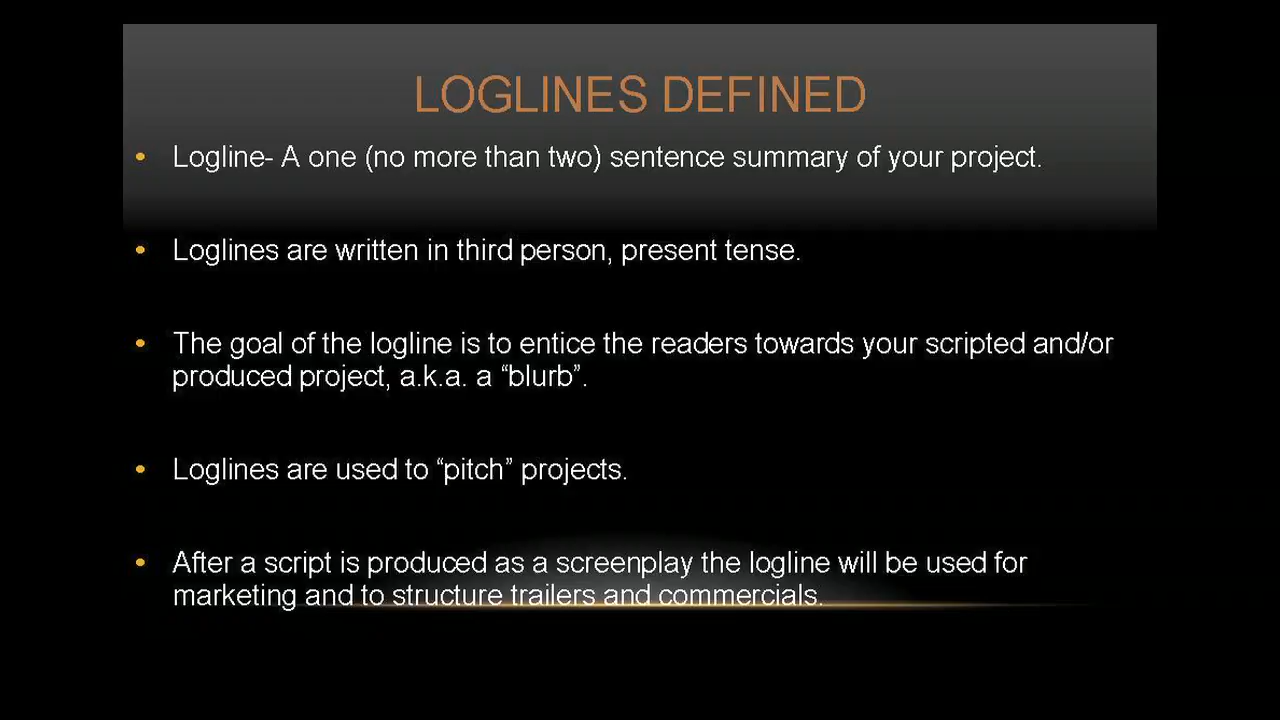 LOGLINES DEFINED
• Logline- A one (no more than two) sentence summary of your project.
• Loglines are written in third person, present tense.
• The goal of the logline is to entice the readers towards your scripted and/or
produced project, a.k.a. a “blurb”.
• Loglines are used to “pitch” projects.
• After a script is produced as a screenplay the logline will be used for
marketing and to structure trailers and commercials.